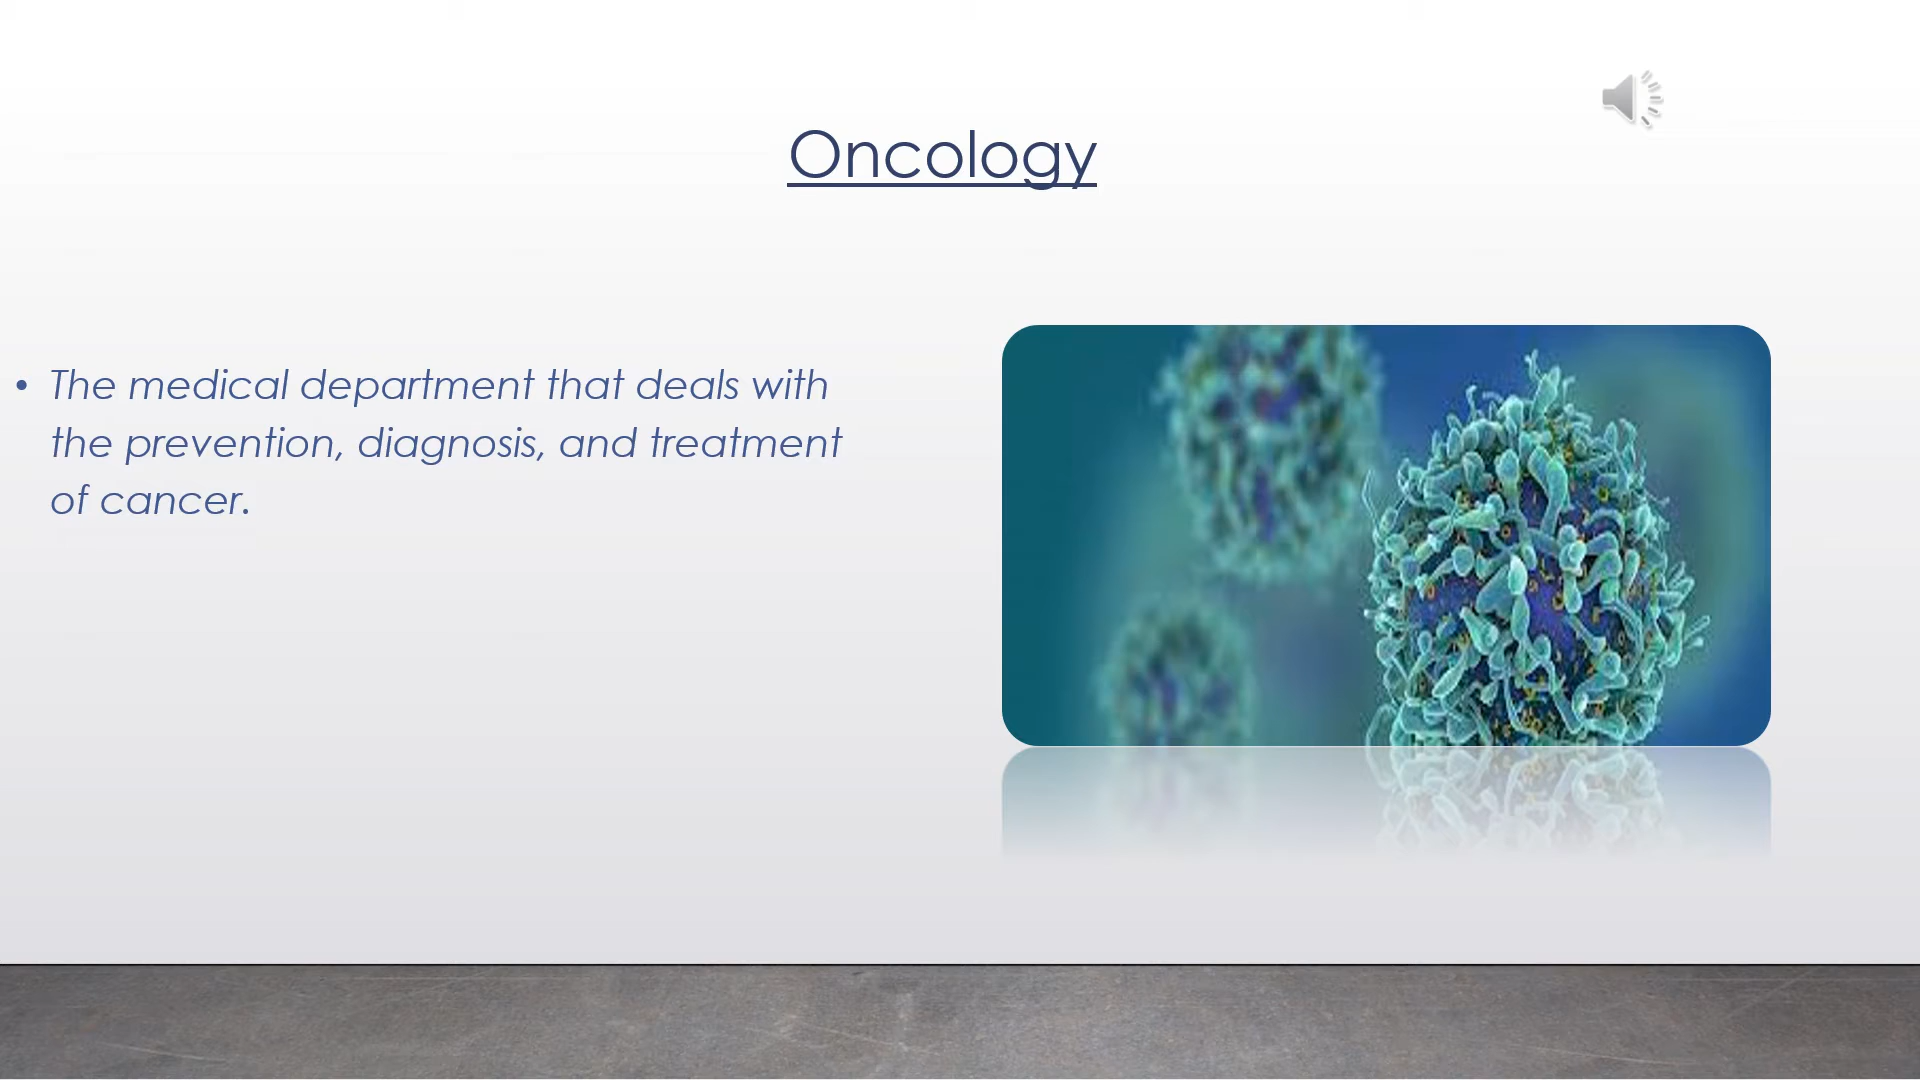 Oncology
• The medical department that deals with
the prevention, diagnosis, and treatment
of cancer.